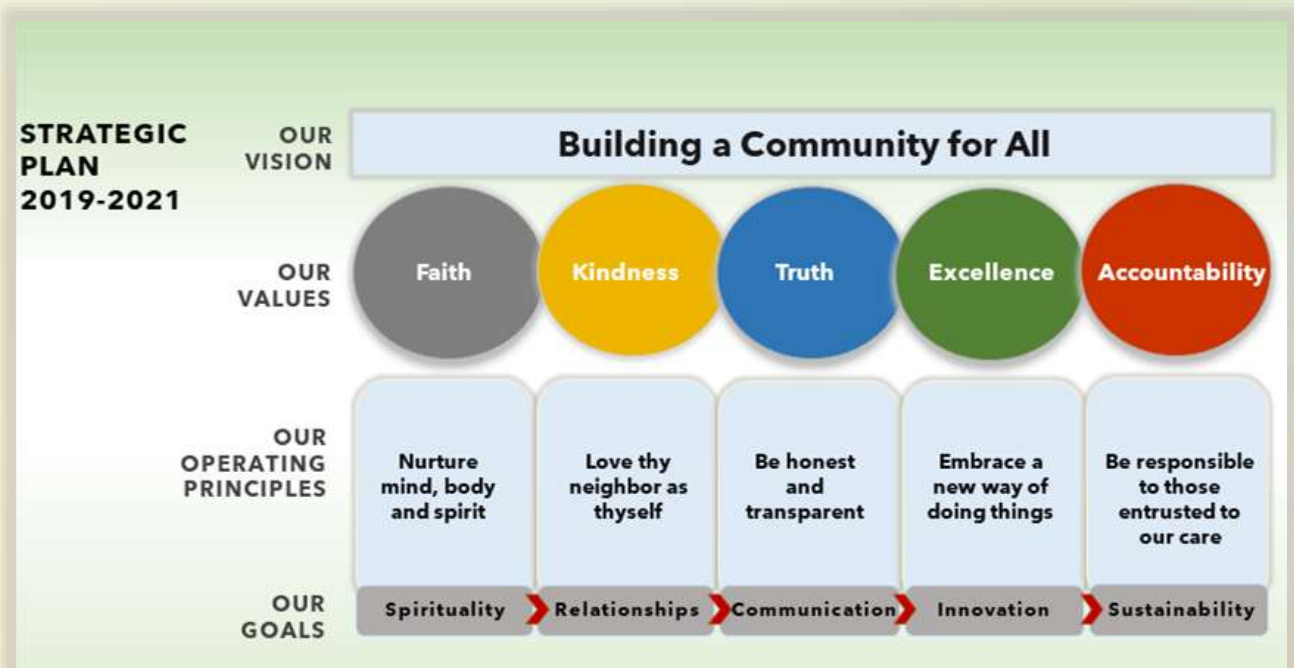 STRATEGIC
PLAN
2019-2021
OUR
VISION
Building a Community for All
OUR
VALUES
Faith
Kindness
Truth
Excellence
Accountability
OUR
OPERATING
PRINCIPLES
Nurture
mind, body
and spirit
Love thy
neighbor as
thyself
Be honest
and
transparent
Embrace a
new way of
doing things
Be responsible
to those
entrusted to
our care
OUR
GOALS
Spirituality
Relationships
Communication
Innovation
Sustainability